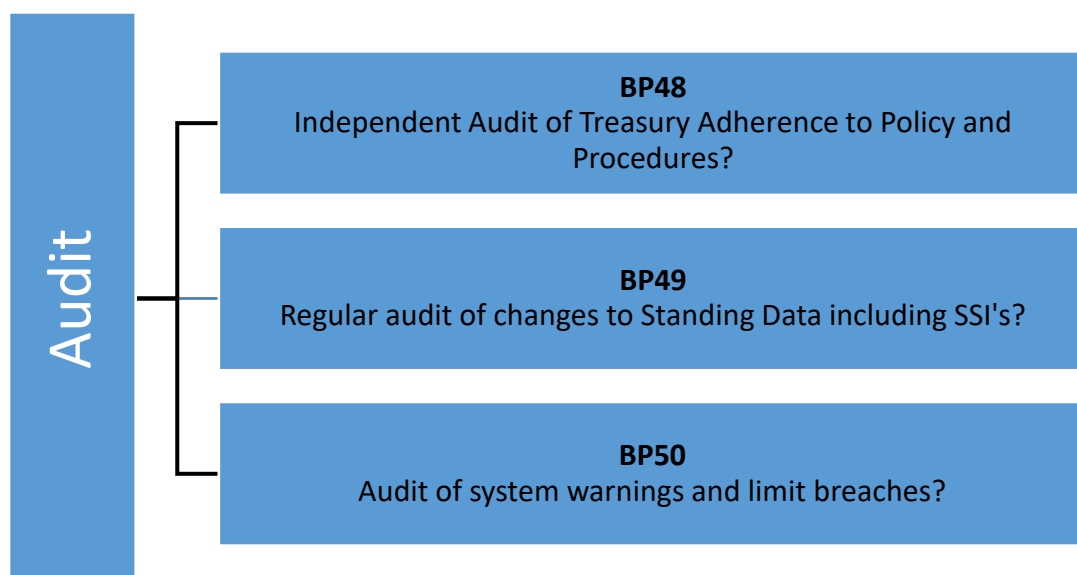 Audit
BP48
Independent Audit of Treasury Adherence to Policy and
Procedures?
BP49
Regular audit of changes to Standing Data including SSI's?
BP50
Audit of system warnings and limit breaches?